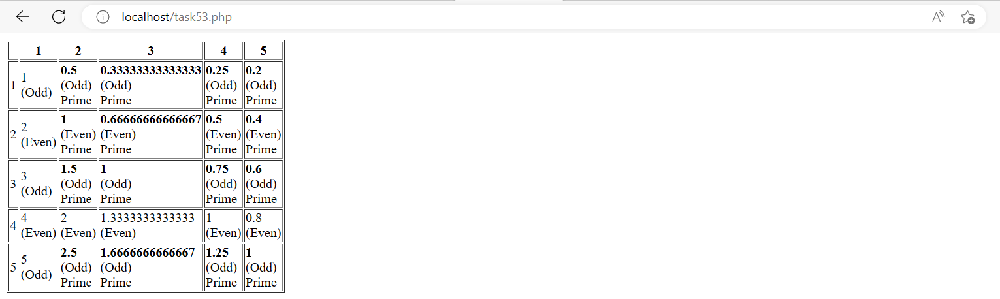 localhost/task53.php
1 2 3 4 5
1 1 (Odd) 0.5 (Odd) Prime 0.33333333333333 (Odd) Prime 0.25 (Odd) Prime 0.2 (Odd) Prime
2 2 (Even) 1 (Even) Prime 0.66666666666667 (Even) Prime 0.5 (Even) Prime 0.4 (Even) Prime
3 3 (Odd) 1.5 (Odd) Prime 1 (Odd) Prime 0.75 (Odd) Prime 0.6 (Odd) Prime
4 4 (Even) 2 (Even) 1.3333333333333 (Even) 1 (Even) 0.8 (Even)
5 5 (Odd) 2.5 (Odd) Prime 1.6666666666667 (Odd) Prime 1.25 (Odd) Prime 1 (Odd) Prime